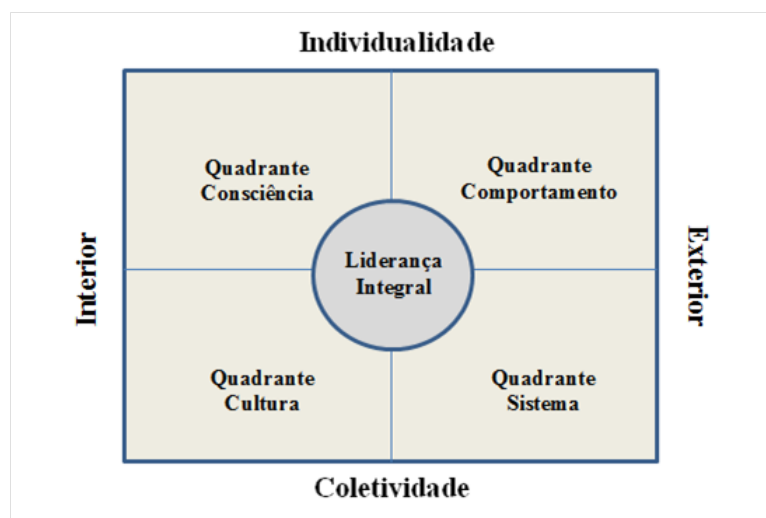 Individualidade
Quadrante
Consciência
Quadrante
Comportamento
Interior
Liderança
Integral
Exterior
Quadrante
Cultura
Quadrante
Sistema
Coletividade